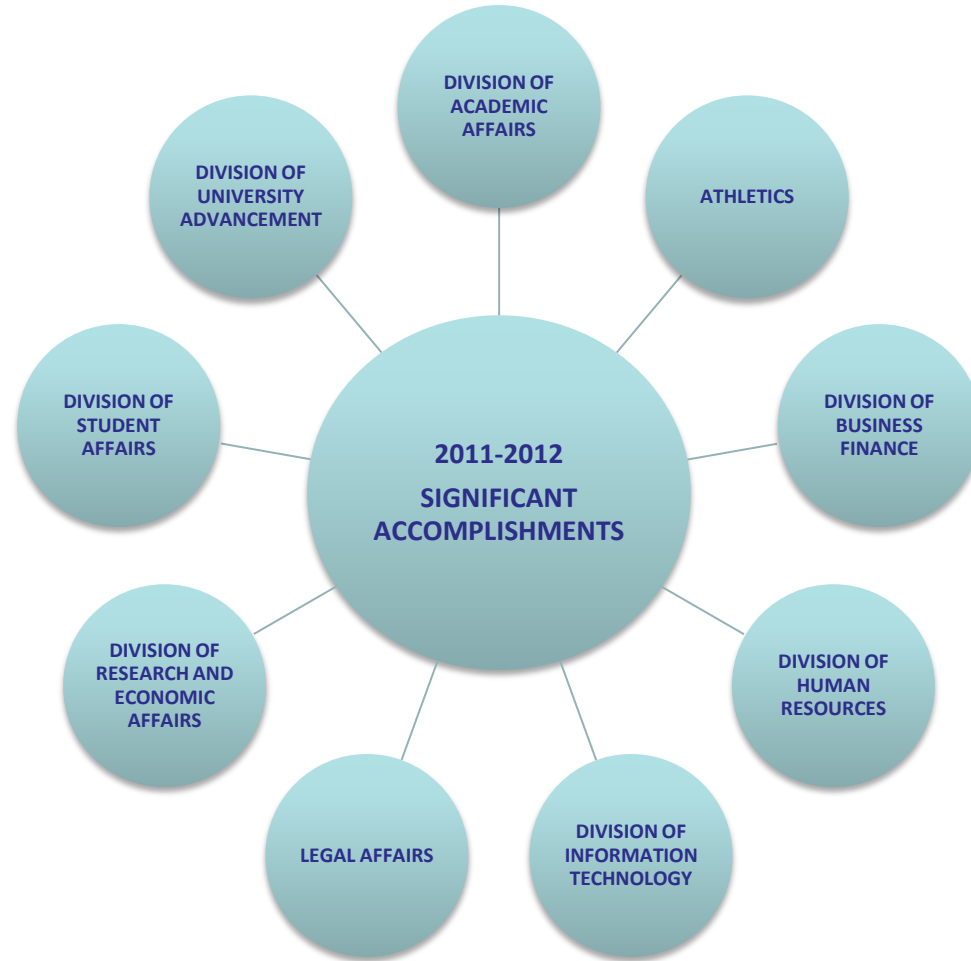 DIVISION OF
ACADEMIC
AFFAIRS
ATHLETICS
DIVISION OF
BUSINESS
FINANCE
DIVISION OF
HUMAN
RESOURCES
DIVISION OF
INFORMATION
TECHNOLOGY
LEGAL AFFAIRS
DIVISION OF
RESEARCH AND
ECONOMIC
AFFAIRS
DIVISION OF
STUDENT
AFFAIRS
DIVISION OF
UNIVERSITY
ADVANCEMENT
2011-2012
SIGNIFICANT
ACCOMPLISHMENTS